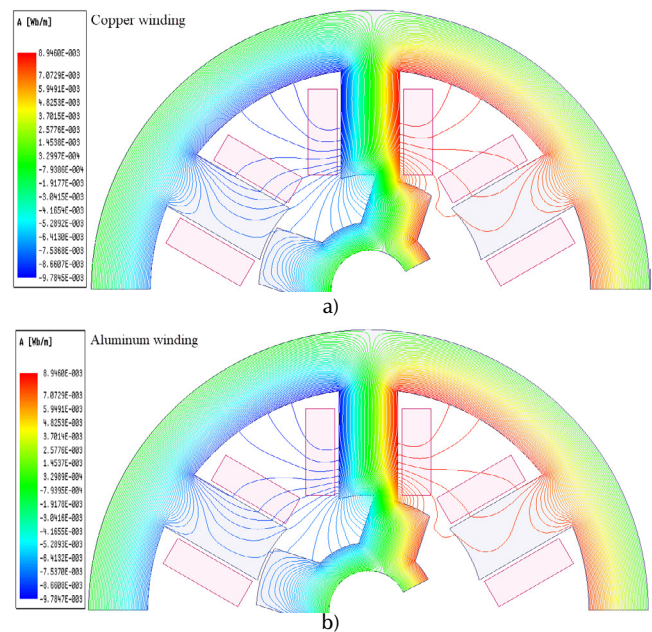 A [Wb/m]
Copper winding
8.9460E-003
7.0729E-003
5.9491E-003
4.8253E-003
3.7015E-003
2.5776E-003
1.4538E-003
3.2997E-004
-7.9386E-004
-1.9177E-003
-3.0415E-003
-4.1654E-003
-5.2892E-003
-6.4130E-003
-7.5368E-003
-8.6607E-003
-9.7845E-003
a)
A [Wb/m]
Aluminum winding
8.9460E-003
7.0729E-003
5.9491E-003
4.8253E-003
3.7014E-003
2.5776E-003
1.4537E-003
3.2989E-004
-7.9395E-004
-1.9178E-003
-3.0416E-003
-4.1655E-003
-5.2893E-003
-6.4132E-003
-7.5370E-003
-8.6608E-003
-9.7847E-003
b)